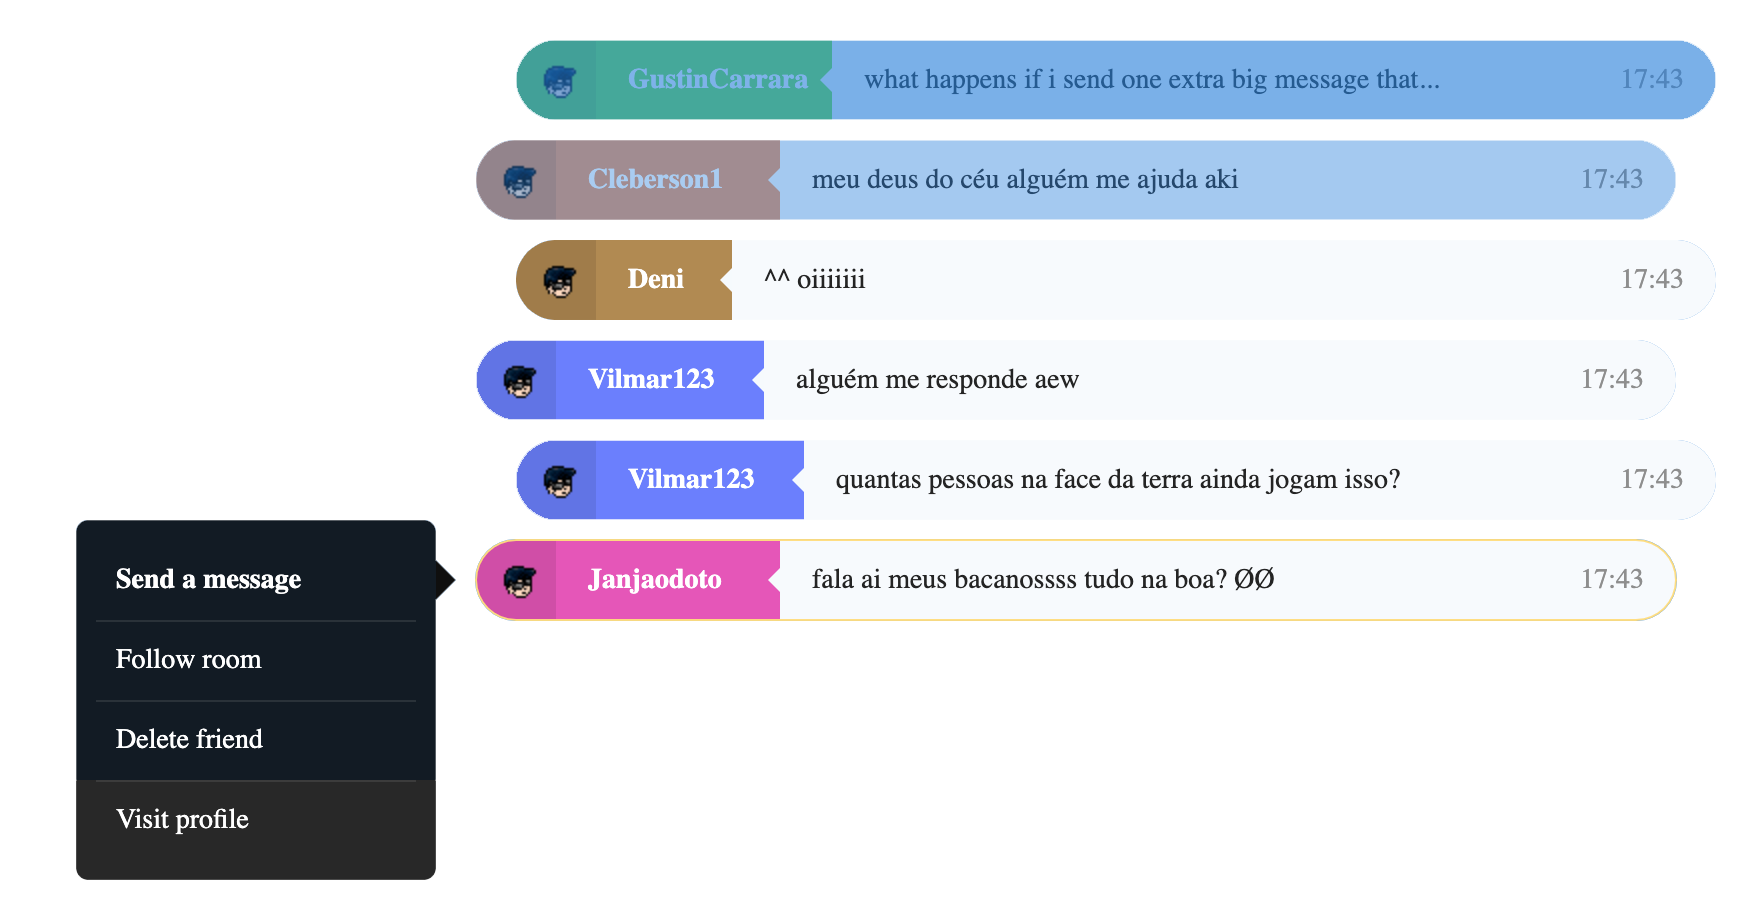 GustinCarrara what happens if i send one extra big message that... 17:43
Cleberson1 meu deus do céu alguém me ajuda aki 17:43
Deni ^^ oiiiiiii 17:43
Vilmar123 alguém me responde aew 17:43
Vilmar123 quantas pessoas na face da terra ainda jogam isso? 17:43
Janjaodoto fala ai meus bacanossss tudo na boa? ØØ 17:43
Send a message
Follow room
Delete friend
Visit profile